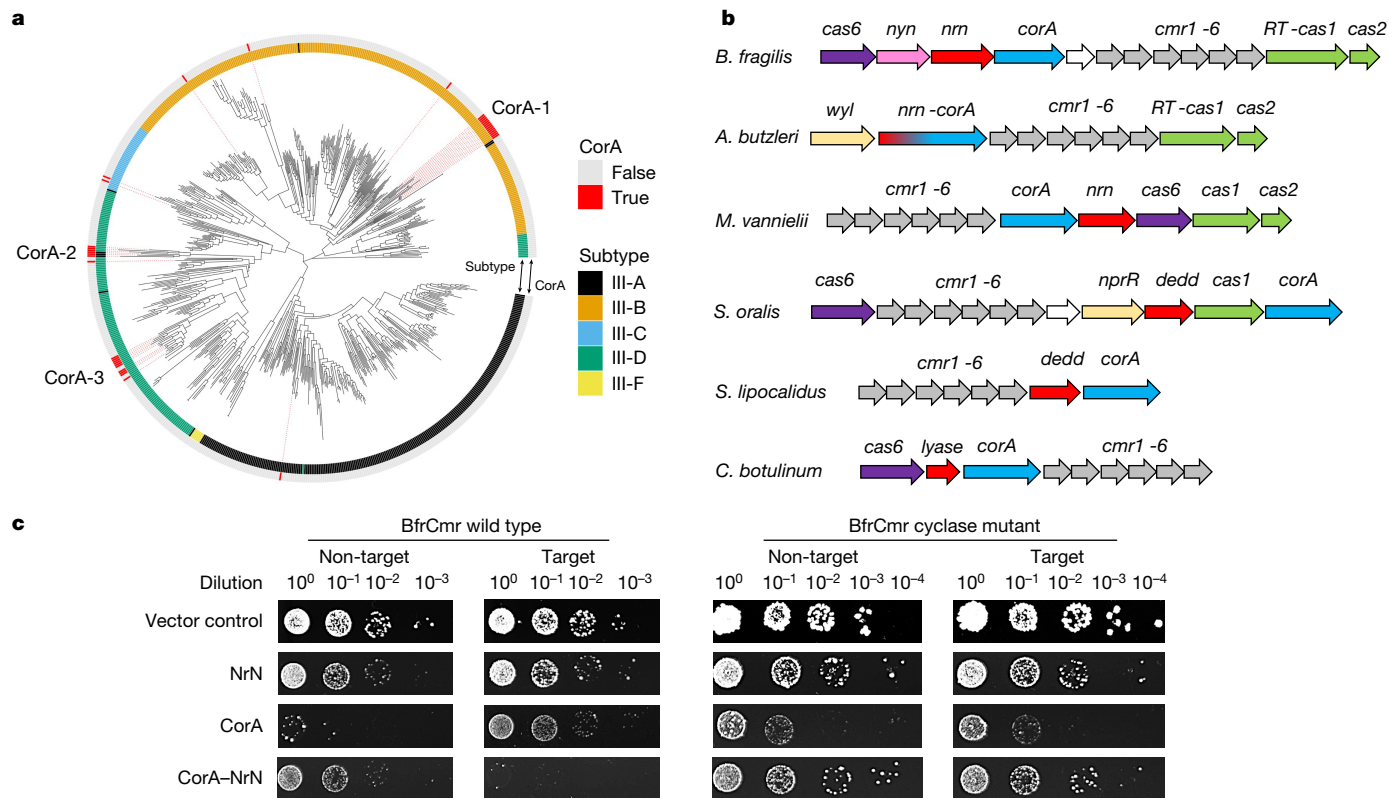 a
CorA-1
CorA-2
CorA-3
CorA
False
True
Subtype
III-A
III-B
III-C
III-D
III-F
Subtype
CorA
b
cas6 nyn nrn corA cmr1 -6 RT -cas1 cas2
B. fragilis
wyl nrn -corA cmr1 -6 RT -cas1 cas2
A. butzleri
cmr1 -6 corA nrn cas6 cas1 cas2
M. vannielii
cas6 cmr1 -6 nprR dedd cas1 corA
S. oralis
cmr1 -6 dedd corA
S. lipocalidus
cas6 lyase corA cmr1 -6
C. botulinum
c
BfrCmr wild type BfrCmr cyclase mutant
Non-target Target Non-target Target
Dilution 10⁰ 10⁻¹ 10⁻² 10⁻³ 10⁰ 10⁻¹ 10⁻² 10⁻³ 10⁰ 10⁻¹ 10⁻² 10⁻³ 10⁻⁴ 10⁰ 10⁻¹ 10⁻² 10⁻³ 10⁻⁴
Vector control
NrN
CorA
CorA–NrN